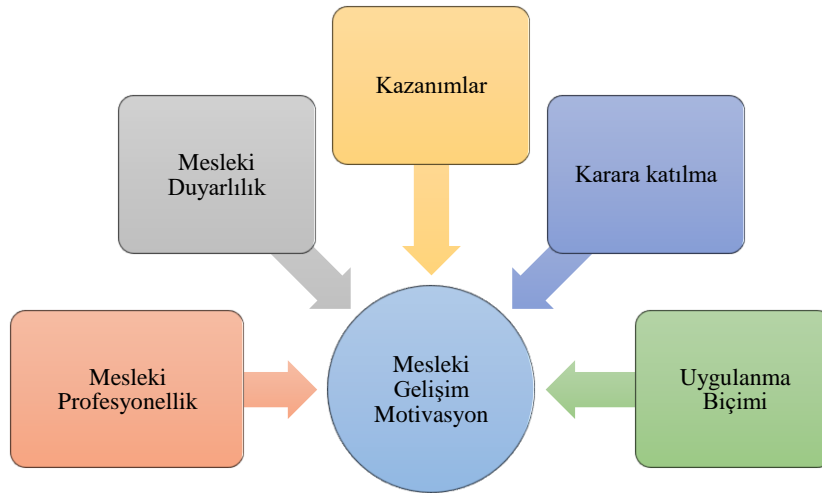 Kazanımlar
Mesleki
Duyarlılık
Karara katılma
Mesleki
Profesyonellik
Mesleki
Gelişim
Motivasyon
Uygulanma
Biçimi